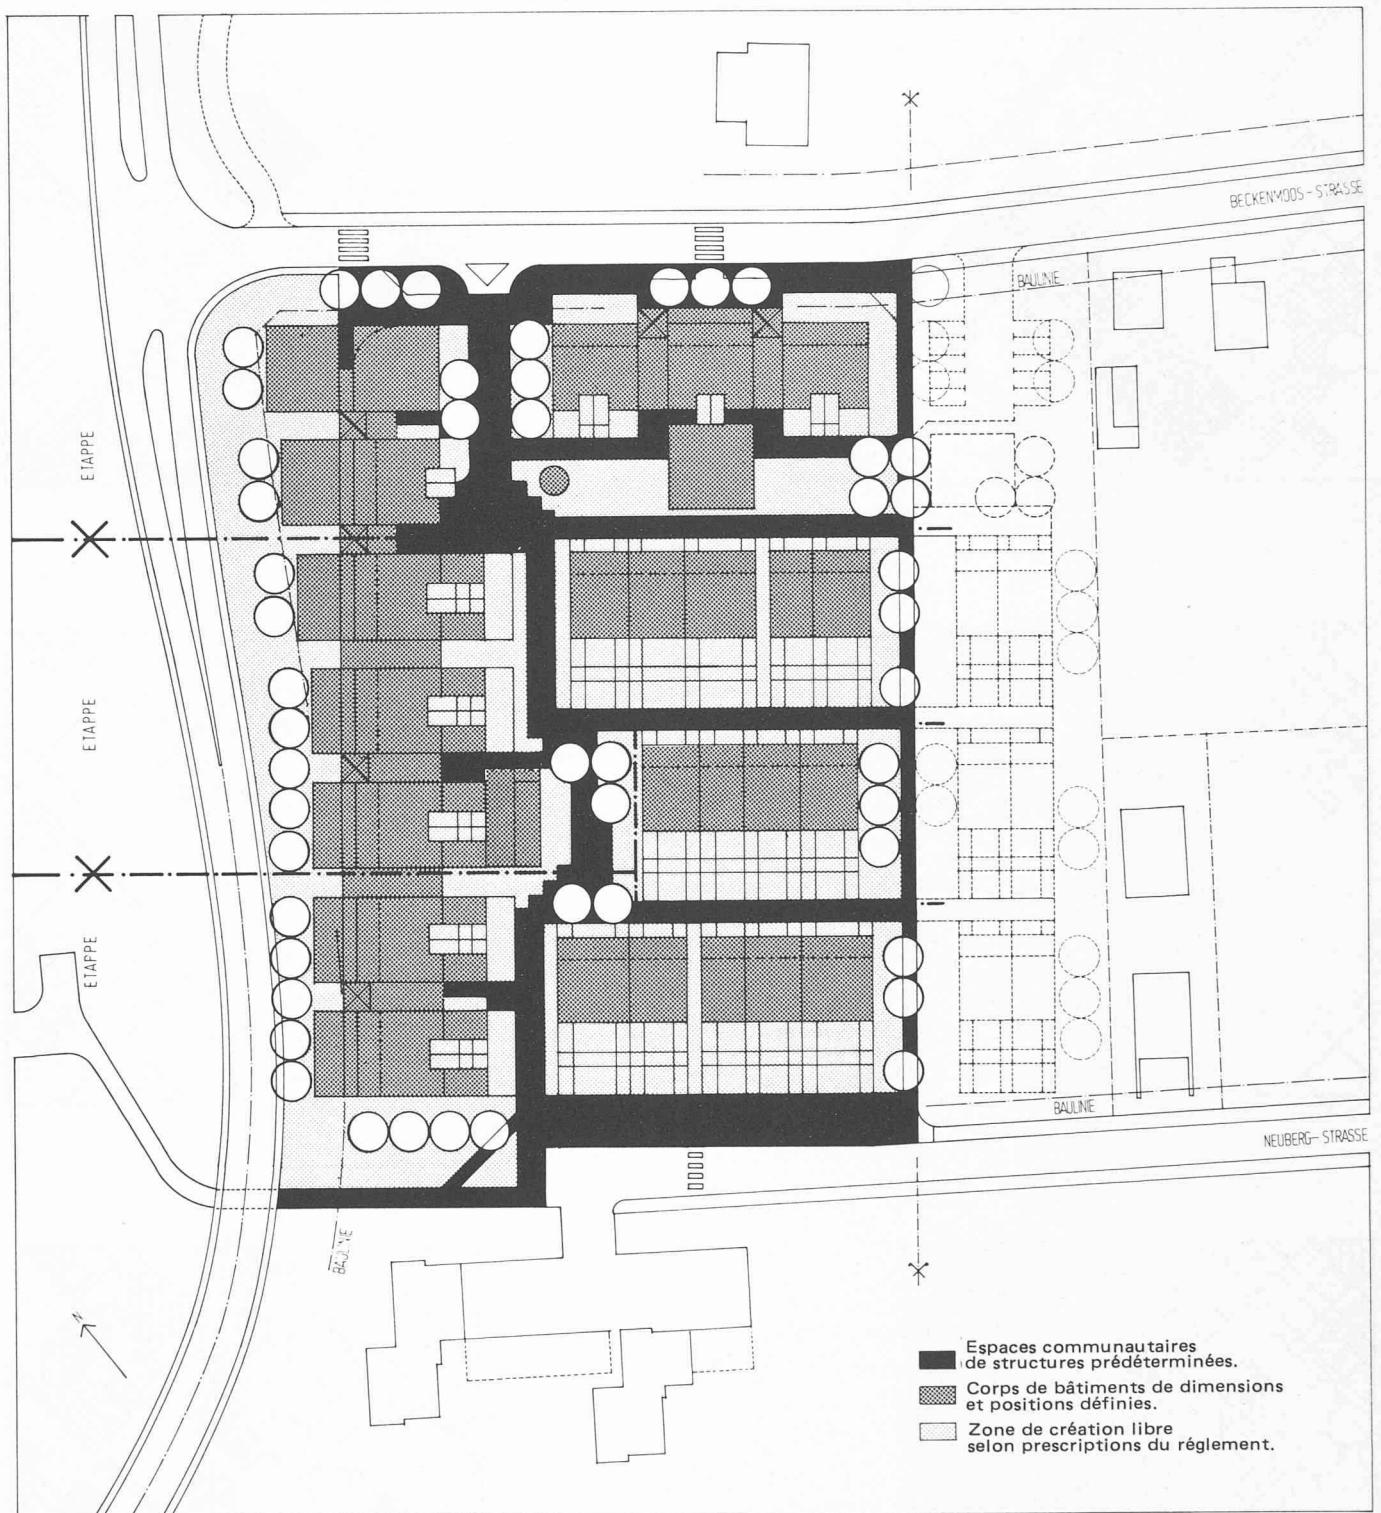 BECKENMOOS-STRASSE
BAULINIE
ETAPPE
ETAPPE
ETAPPE
BAULINIE
NEUBERG-STRASSE
BAULINIE
N
Espaces communautaires
de structures prédéterminées.
Corps de bâtiments de dimensions
et positions définies.
Zone de création libre
selon prescriptions du réglement.